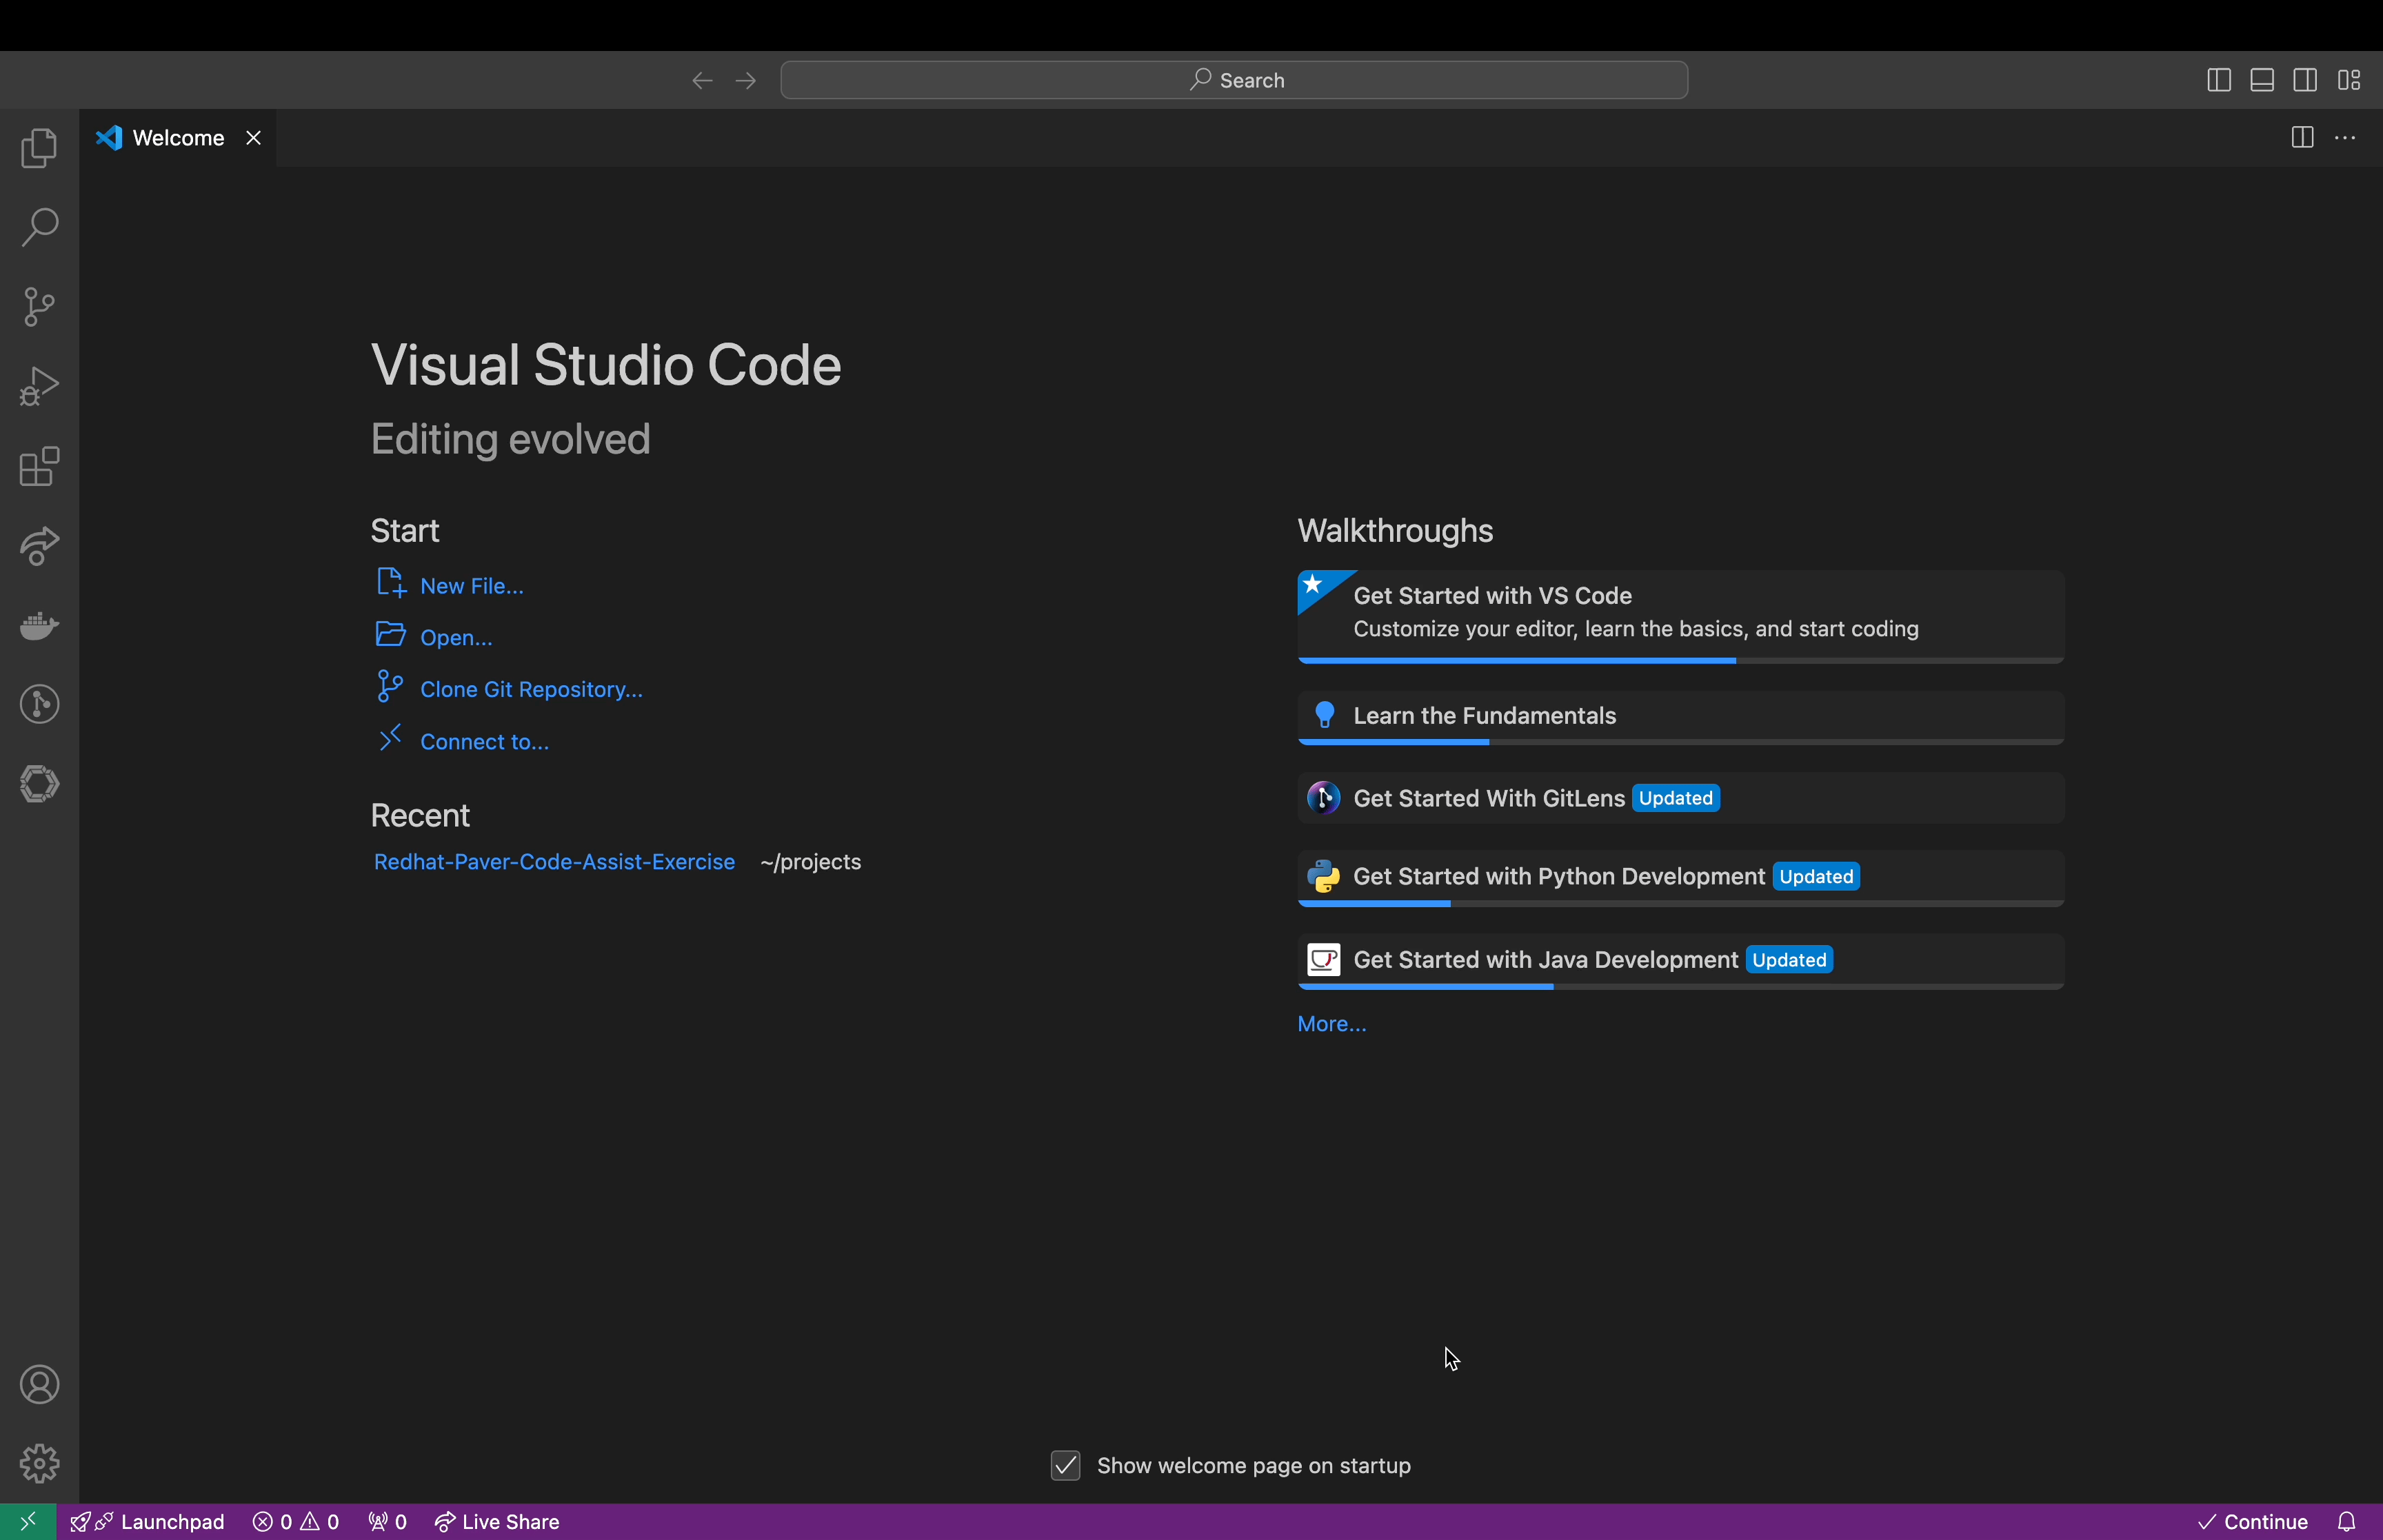 Search
Welcome
Visual Studio Code
Editing evolved
Start
New File...
Open...
Clone Git Repository...
Connect to...
Recent
Redhat-Paver-Code-Assist-Exercise ~/projects
Walkthroughs
Get Started with VS Code
Customize your editor, learn the basics, and start coding
Learn the Fundamentals
Get Started With GitLens Updated
Get Started with Python Development Updated
Get Started with Java Development Updated
More...
Show welcome page on startup
Launchpad 0 0 0 Live Share Continue